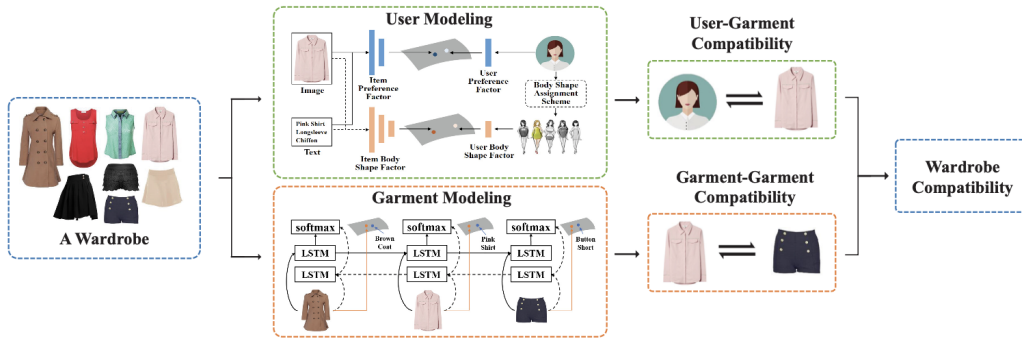 User Modeling
Image
Item
Preference
Factor
User
Preference
Factor
Body Shape
Assignment
Scheme
Pink Shirt
Longsleeve
Chiffon
Text
Item Body
Shape Factor
User Body
Shape Factor
A Wardrobe
Garment Modeling
softmax
Brown
Coat
softmax
Pink
Shirt
softmax
Button
Short
LSTM
LSTM
LSTM
LSTM
LSTM
LSTM
User-Garment
Compatibility
Garment-Garment
Compatibility
Wardrobe
Compatibility